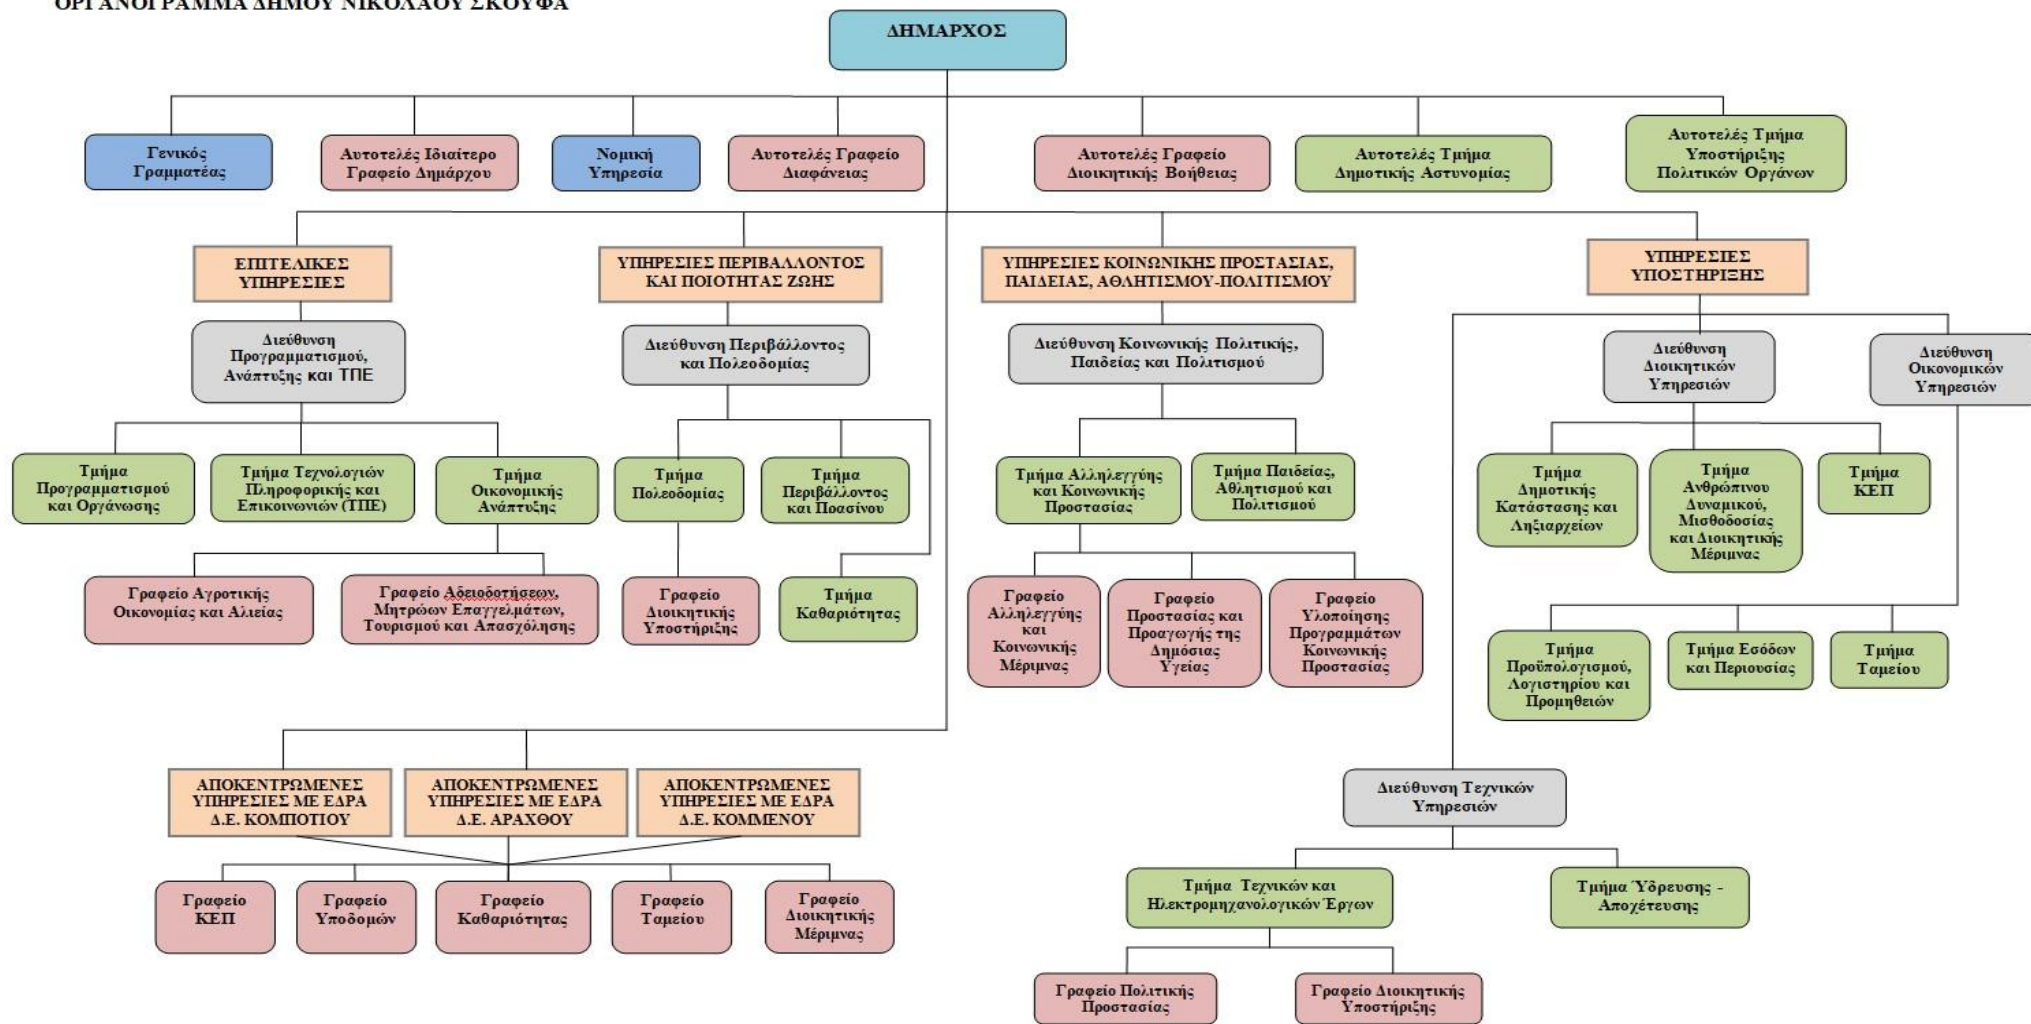 ΟΡΓΑΝΟΓΡΑΜΜΑ ΔΗΜΟΥ ΝΙΚΟΛΑΟΥ ΣΚΟΥΦΑ
ΔΗΜΑΡΧΟΣ
Γενικός
Γραμματέας
Αυτοτελές Ιδιαίτερο
Γραφείο Δημάρχου
Νομική
Υπηρεσία
Αυτοτελές Γραφείο
Διαφάνειας
Αυτοτελές Γραφείο
Διοικητικής Βοήθειας
Αυτοτελές Τμήμα
Δημοτικής Αστυνομίας
Αυτοτελές Τμήμα
Υποστήριξης
Πολιτικών Οργάνων
ΕΠΙΤΕΛΙΚΕΣ
ΥΠΗΡΕΣΙΕΣ
ΥΠΗΡΕΣΙΕΣ ΠΕΡΙΒΑΛΛΟΝΤΟΣ
ΚΑΙ ΠΟΙΟΤΗΤΑΣ ΖΩΗΣ
ΥΠΗΡΕΣΙΕΣ ΚΟΙΝΩΝΙΚΗΣ ΠΡΟΣΤΑΣΙΑΣ,
ΠΑΙΔΕΙΑΣ, ΑΘΛΗΤΙΣΜΟΥ-ΠΟΛΙΤΙΣΜΟΥ
ΥΠΗΡΕΣΙΕΣ
ΥΠΟΣΤΗΡΙΞΗΣ
Διεύθυνση
Προγραμματισμού,
Ανάπτυξης και ΤΠΕ
Διεύθυνση Περιβάλλοντος
και Πολεοδομίας
Διεύθυνση Κοινωνικής Πολιτικής,
Παιδείας και Πολιτισμού
Διεύθυνση
Διοικητικών
Υπηρεσιών
Διεύθυνση
Οικονομικών
Υπηρεσιών
Τμήμα
Προγραμματισμού
και Οργάνωσης
Τμήμα Τεχνολογιών
Πληροφορικής και
Επικοινωνιών (ΤΠΕ)
Τμήμα
Οικονομικής
Ανάπτυξης
Τμήμα
Πολεοδομίας
Τμήμα
Περιβάλλοντος
και Πρασίνου
Τμήμα Αλληλεγγύης
και Κοινωνικής
Προστασίας
Τμήμα Παιδείας,
Αθλητισμού και
Πολιτισμού
Τμήμα
Δημοτικής
Κατάστασης και
Ληξιαρχείων
Τμήμα
Ανθρώπινου
Δυναμικού,
Μισθοδοσίας
και Διοικητικής
Μέριμνας
Τμήμα
ΚΕΠ
Γραφείο Αγροτικής
Οικονομίας και Αλιείας
Γραφείο Αδειοδοτήσεων,
Μητρώων Επαγγελμάτων,
Τουρισμού και Απασχόλησης
Γραφείο
Διοικητικής
Υποστήριξης
Τμήμα
Καθαριότητας
Γραφείο
Αλληλεγγύης
και
Κοινωνικής
Μέριμνας
Γραφείο
Προστασίας και
Προαγωγής της
Δημόσιας
Υγείας
Γραφείο
Υλοποίησης
Προγραμμάτων
Κοινωνικής
Προστασίας
Τμήμα
Προϋπολογισμού,
Λογιστηρίου και
Προμηθειών
Τμήμα Εσόδων
και Περιουσίας
Τμήμα
Ταμείου
ΑΠΟΚΕΝΤΡΩΜΕΝΕΣ
ΥΠΗΡΕΣΙΕΣ ΜΕ ΕΔΡΑ
Δ.Ε. ΚΟΜΠΟΤΙΟΥ
ΑΠΟΚΕΝΤΡΩΜΕΝΕΣ
ΥΠΗΡΕΣΙΕΣ ΜΕ ΕΔΡΑ
Δ.Ε. ΑΡΑΧΘΟΥ
ΑΠΟΚΕΝΤΡΩΜΕΝΕΣ
ΥΠΗΡΕΣΙΕΣ ΜΕ ΕΔΡΑ
Δ.Ε. ΚΟΜΜΕΝΟΥ
Διεύθυνση Τεχνικών
Υπηρεσιών
Γραφείο
ΚΕΠ
Γραφείο
Υποδομών
Γραφείο
Καθαριότητας
Γραφείο
Ταμείου
Γραφείο
Διοικητικής
Μέριμνας
Τμήμα Τεχνικών και
Ηλεκτρομηχανολογικών Έργων
Τμήμα Ύδρευσης -
Αποχέτευσης
Γραφείο Πολιτικής
Προστασίας
Γραφείο Διοικητικής
Υποστήριξης